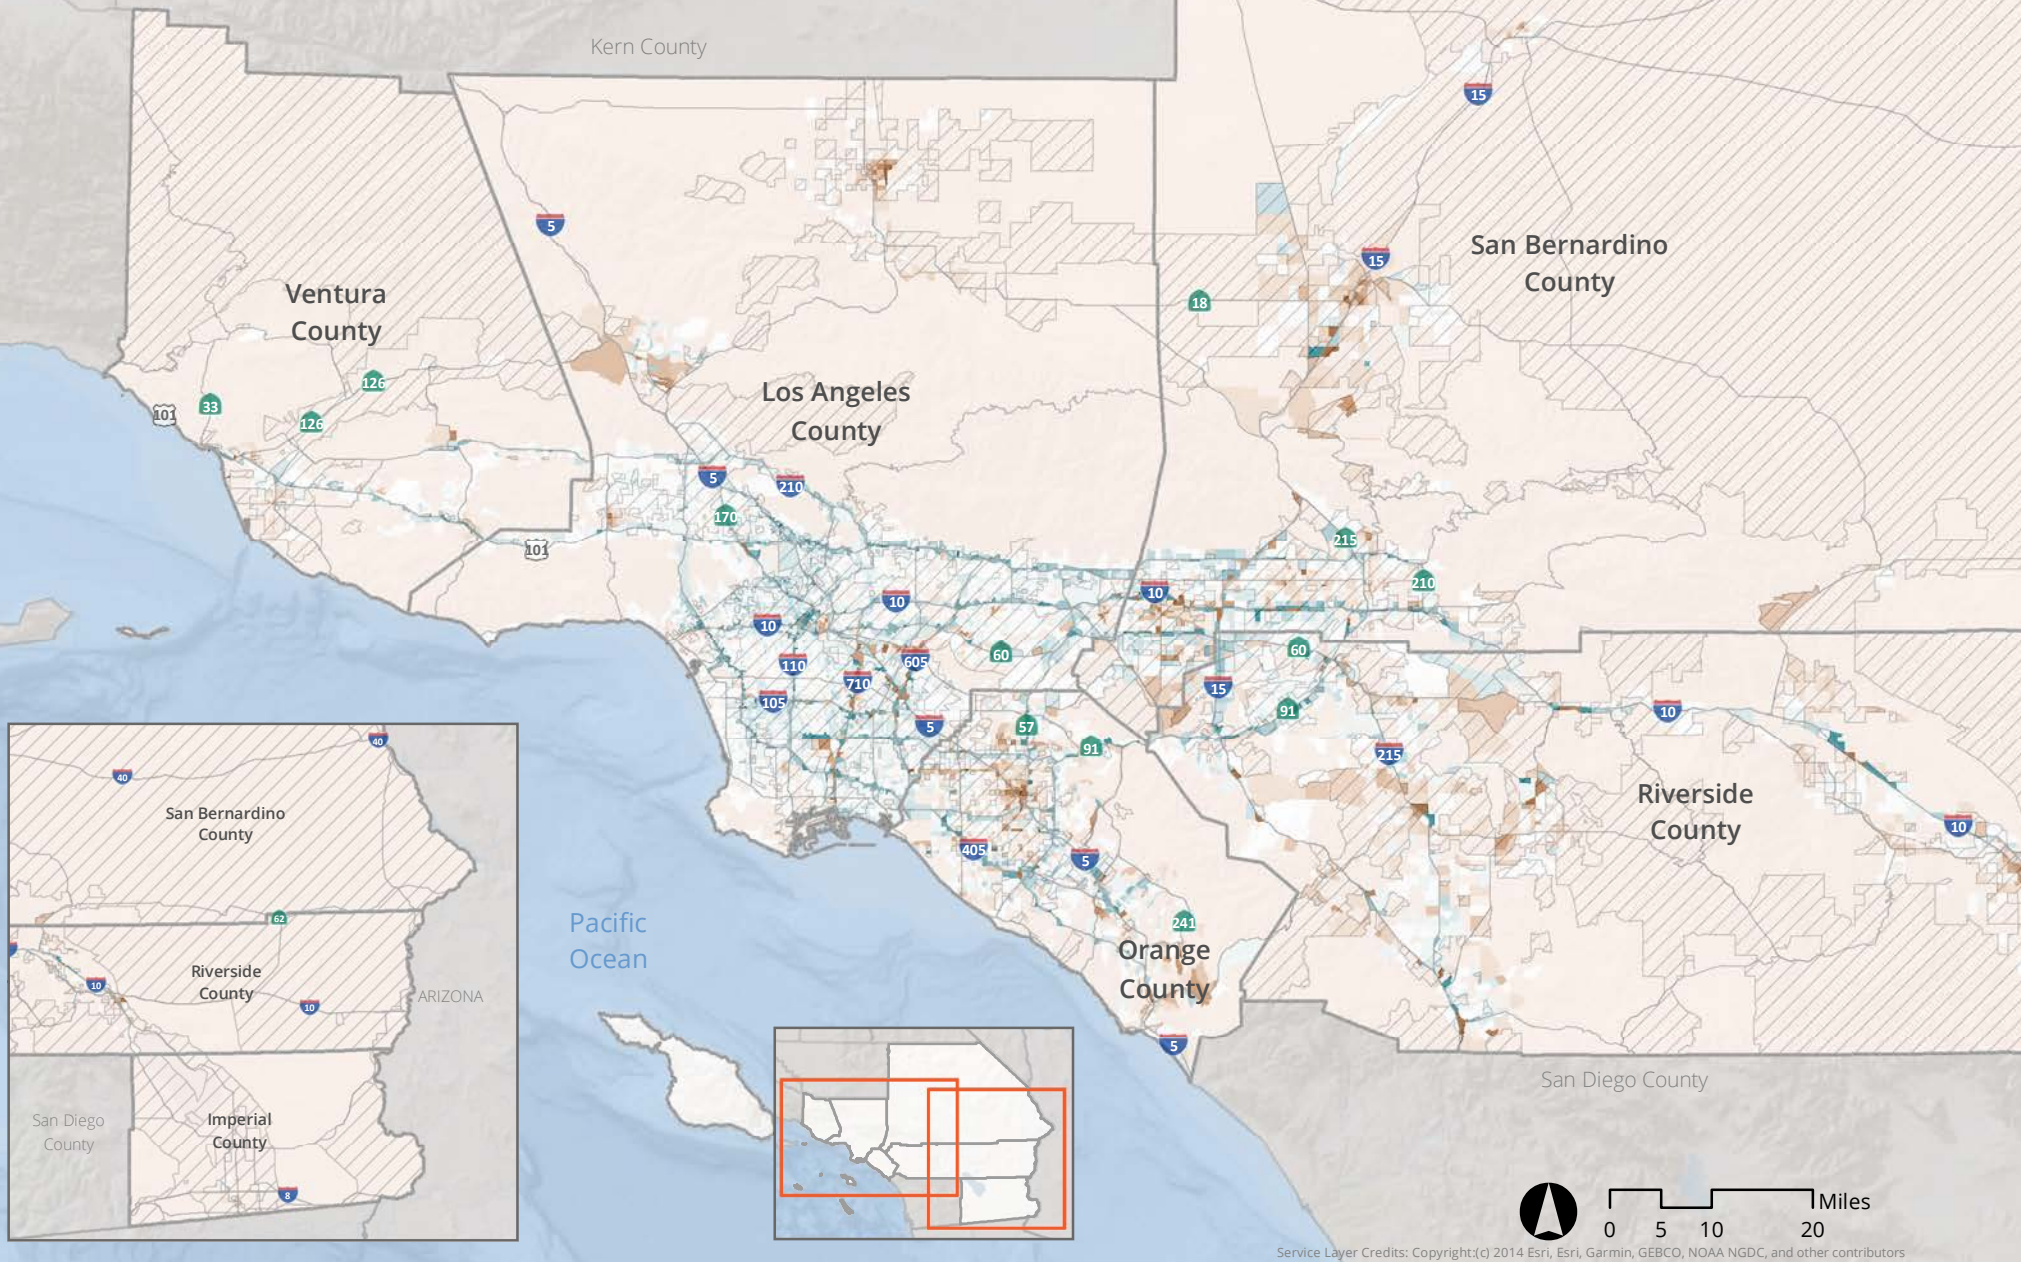 Kern County
15
5
San Bernardino
County
15
18
Ventura
County
126
33
101
126
Los Angeles
County
5
210
170
101
215
210
10
10
10
110
605
60
60
710
105
15
5
57
91
91
10
215
Riverside
County
10
405
5
241
Orange
County
5
Pacific
Ocean
San Diego County
40
40
San Bernardino
County
62
Riverside
County
10
10
ARIZONA
San Diego
County
Imperial
County
8
Miles
0 5 10 20
Service Layer Credits: Copyright:(c) 2014 Esri, Esri, Garmin, GEBCO, NOAA NGDC, and other contributors